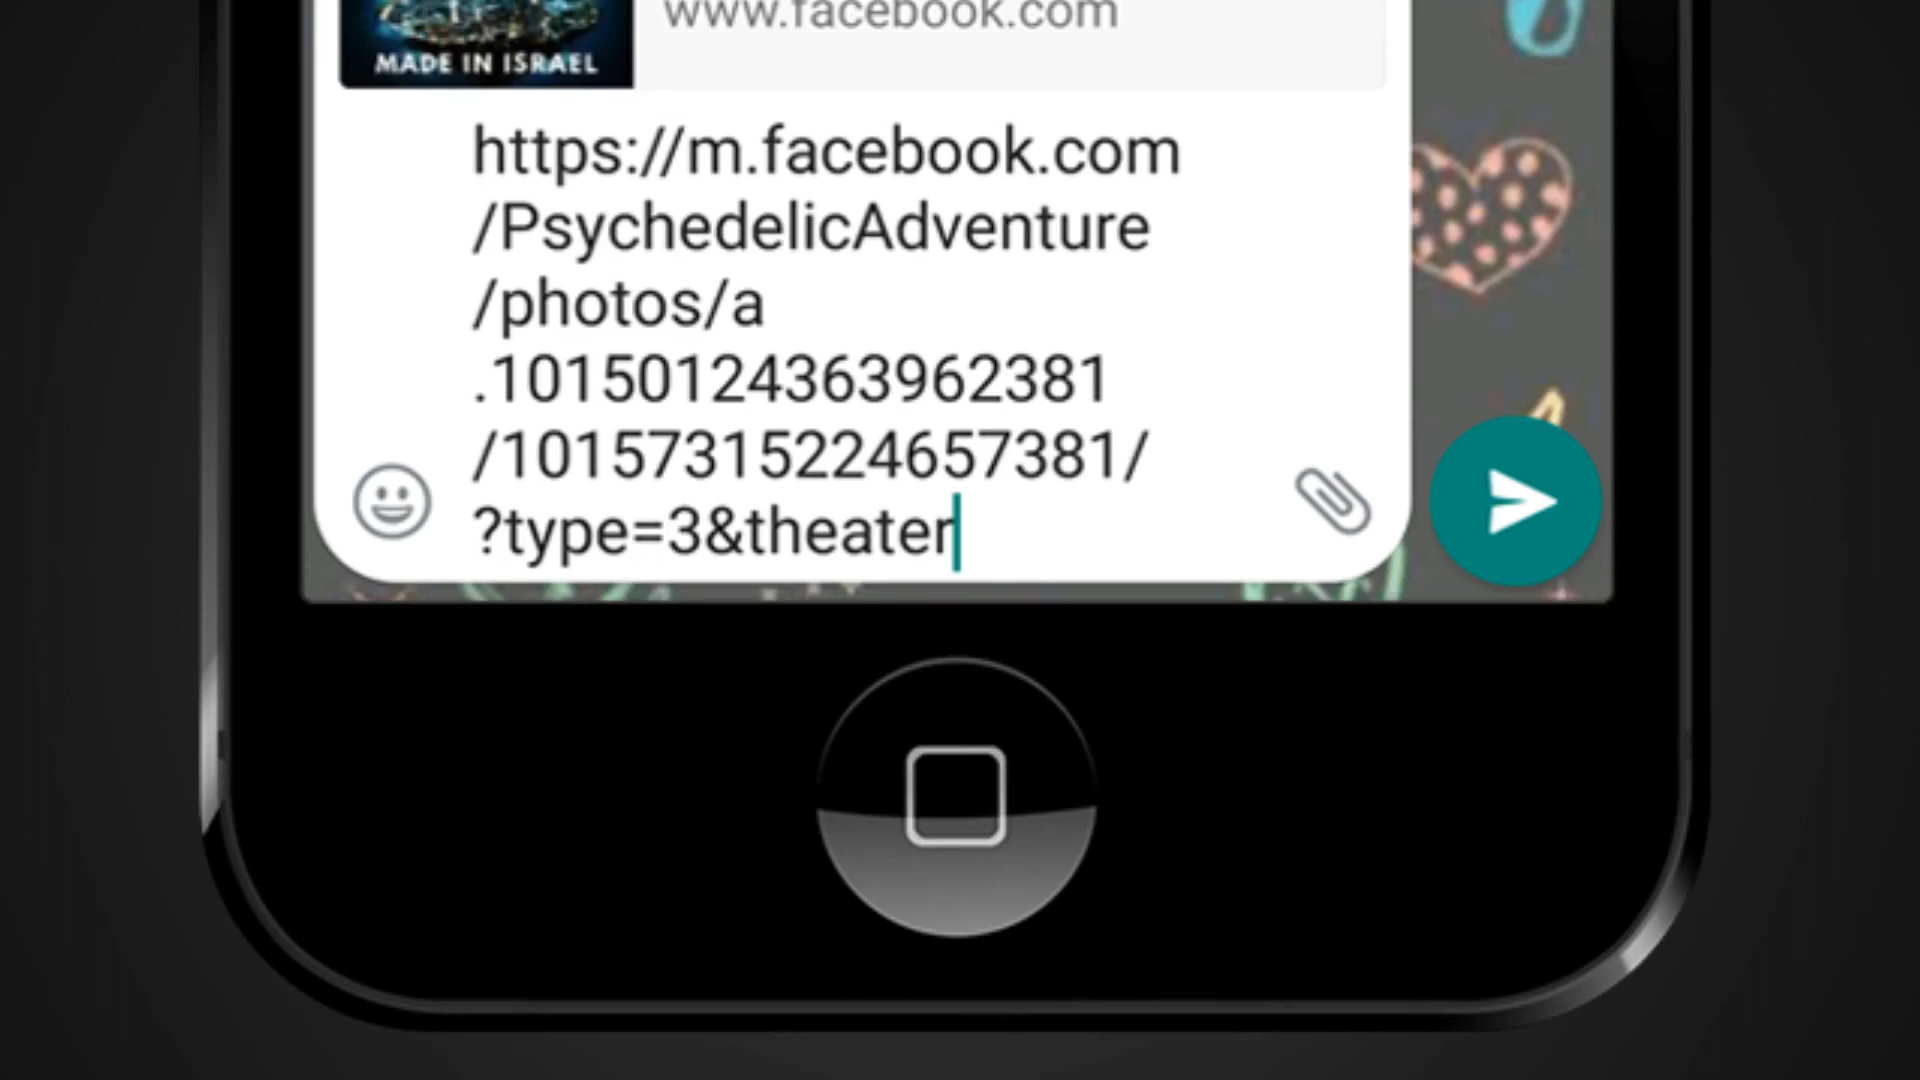 www.facebook.com
MADE IN ISRAEL
https://m.facebook.com
/PsychedelicAdventure
/photos/a
.10150124363962381
/10157315224657381/
?type=3&theater